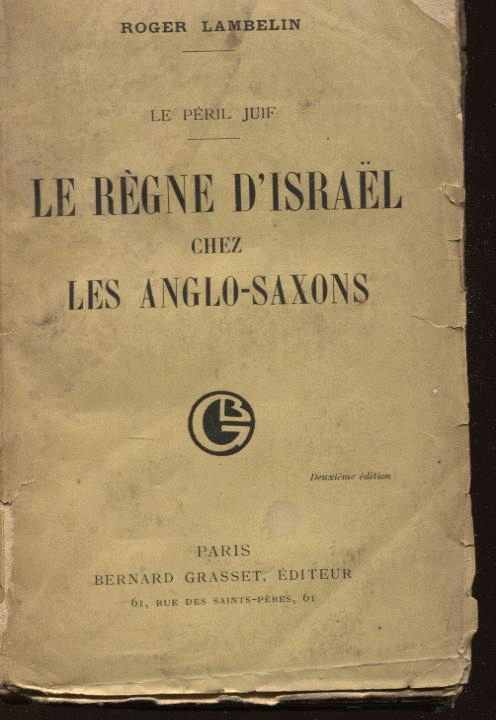 ROGER LAMBELIN
LE PÉRIL JUIF
LE RÈGNE D'ISRAËL
CHEZ
LES ANGLO-SAXONS
BG
Deuxième édition
PARIS
BERNARD GRASSET, ÉDITEUR
61, RUE DES SAINTS-PÈRES, 61